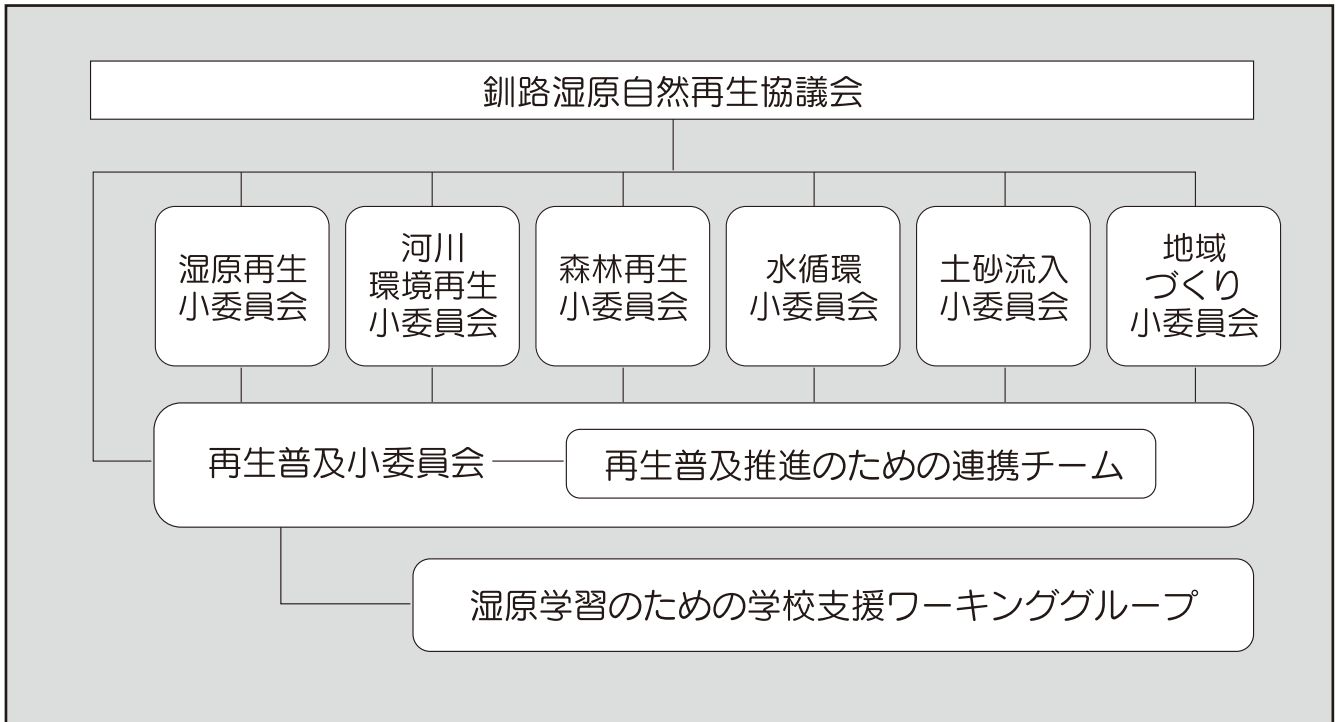 釧路湿原自然再生協議会
湿原再生
小委員会
河川
環境再生
小委員会
森林再生
小委員会
水循環
小委員会
土砂流入
小委員会
地域
づくり
小委員会
再生普及小委員会
再生普及推進のための連携チーム
湿原学習のための学校支援ワーキンググループ